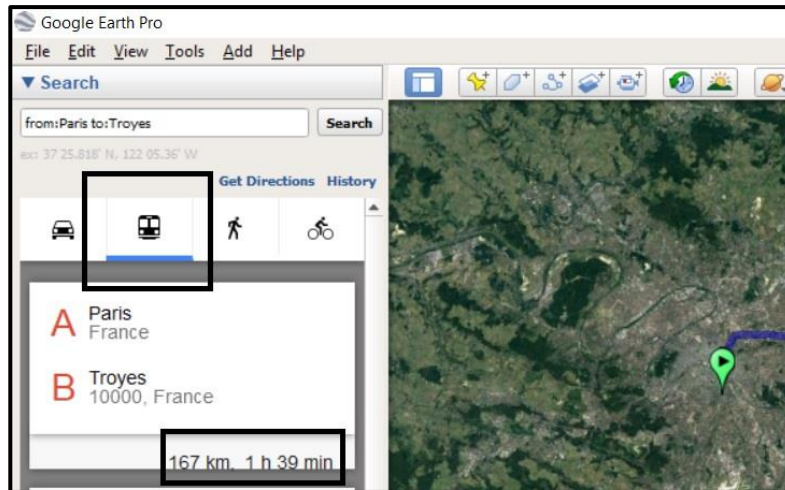 Google Earth Pro
File Edit View Tools Add Help
▼ Search
from:Paris to:Troyes Search
ex: 37 25.818' N, 122 05.36' W
Get Directions History
A Paris
France
B Troyes
10000, France
167 km, 1 h 39 min